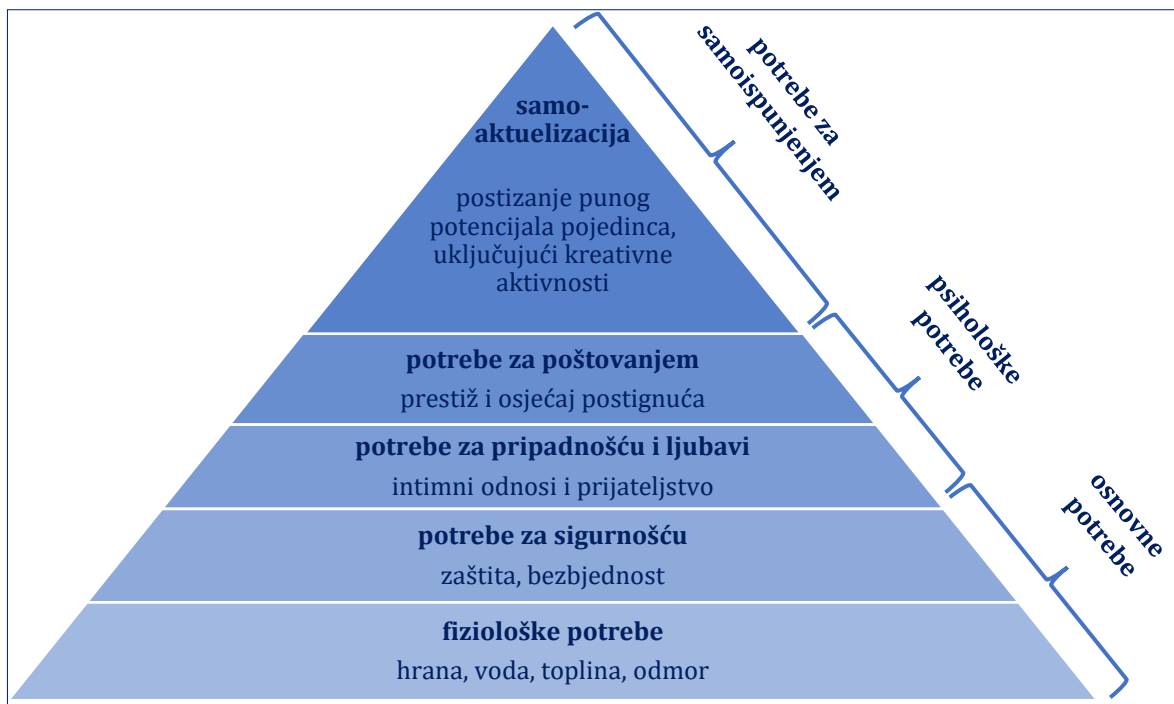 samo-
aktuelizacija
postizanje punog
potencijala pojedinca,
uključujući kreativne
aktivnosti
potrebe za poštovanjem
prestiž i osjećaj postignuća
potrebe za pripadnošću i ljubavi
intimni odnosi i prijateljstvo
potrebe za sigurnošću
zaštita, bezbjednost
fiziološke potrebe
hrana, voda, toplina, odmor
potrebe za
samoispunjenjem
psihološke
potrebe
osnovne
potrebe